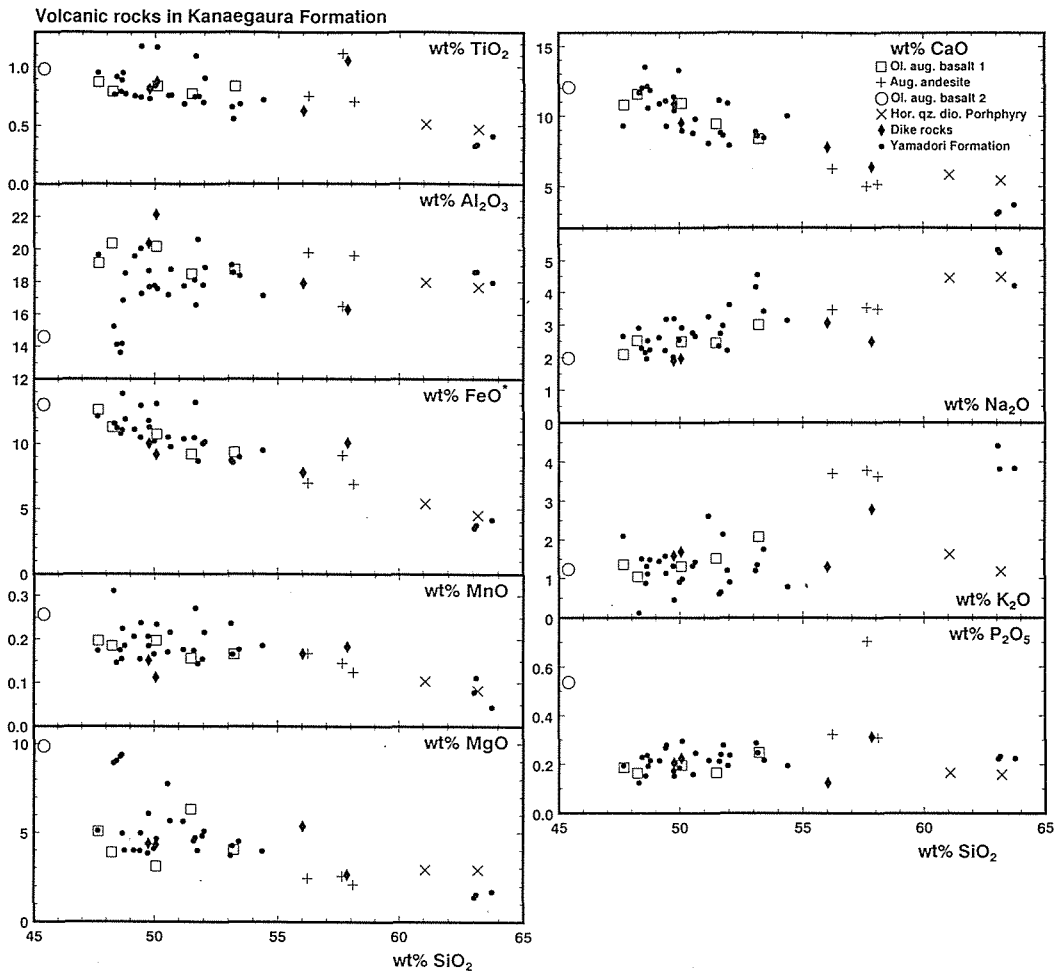 Volcanic rocks in Kanaegaura Formation
wt% TiO₂
1.0
0.5
0.0
wt% Al₂O₃
22
20
18
16
14
12
wt% FeO*
10
5
0
wt% MnO
0.3
0.2
0.1
0.0
wt% MgO
10
5
0
45
50
55
60
65
wt% SiO₂
wt% CaO
15
10
5
Ol. aug. basalt 1
Aug. andesite
Ol. aug. basalt 2
Hor. qz. dio. Porhphyry
Dike rocks
Yamadori Formation
5
4
3
2
1
0
wt% Na₂O
4
3
2
1
0
wt% K₂O
wt% P₂O₅
0.6
0.4
0.2
0.0
45
50
55
60
65
wt% SiO₂